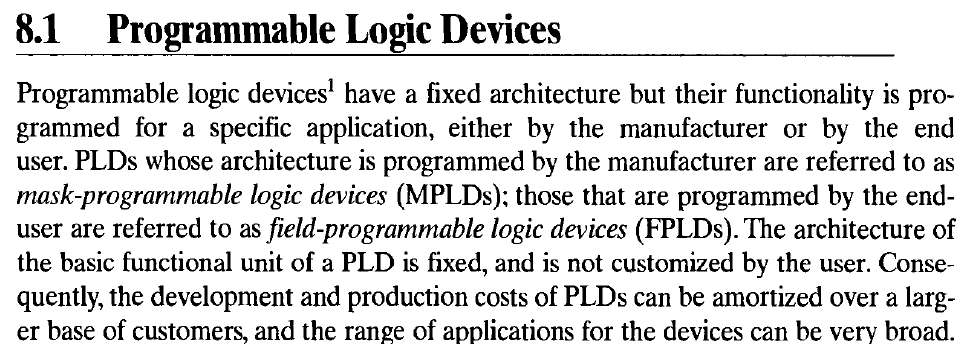 8.1 Programmable Logic Devices
Programmable logic devices¹ have a fixed architecture but their functionality is pro-
grammed for a specific application, either by the manufacturer or by the end
user. PLDs whose architecture is programmed by the manufacturer are referred to as
mask-programmable logic devices (MPLDs); those that are programmed by the end-
user are referred to as field-programmable logic devices (FPLDs). The architecture of
the basic functional unit of a PLD is fixed, and is not customized by the user. Conse-
quently, the development and production costs of PLDs can be amortized over a larg-
er base of customers, and the range of applications for the devices can be very broad.